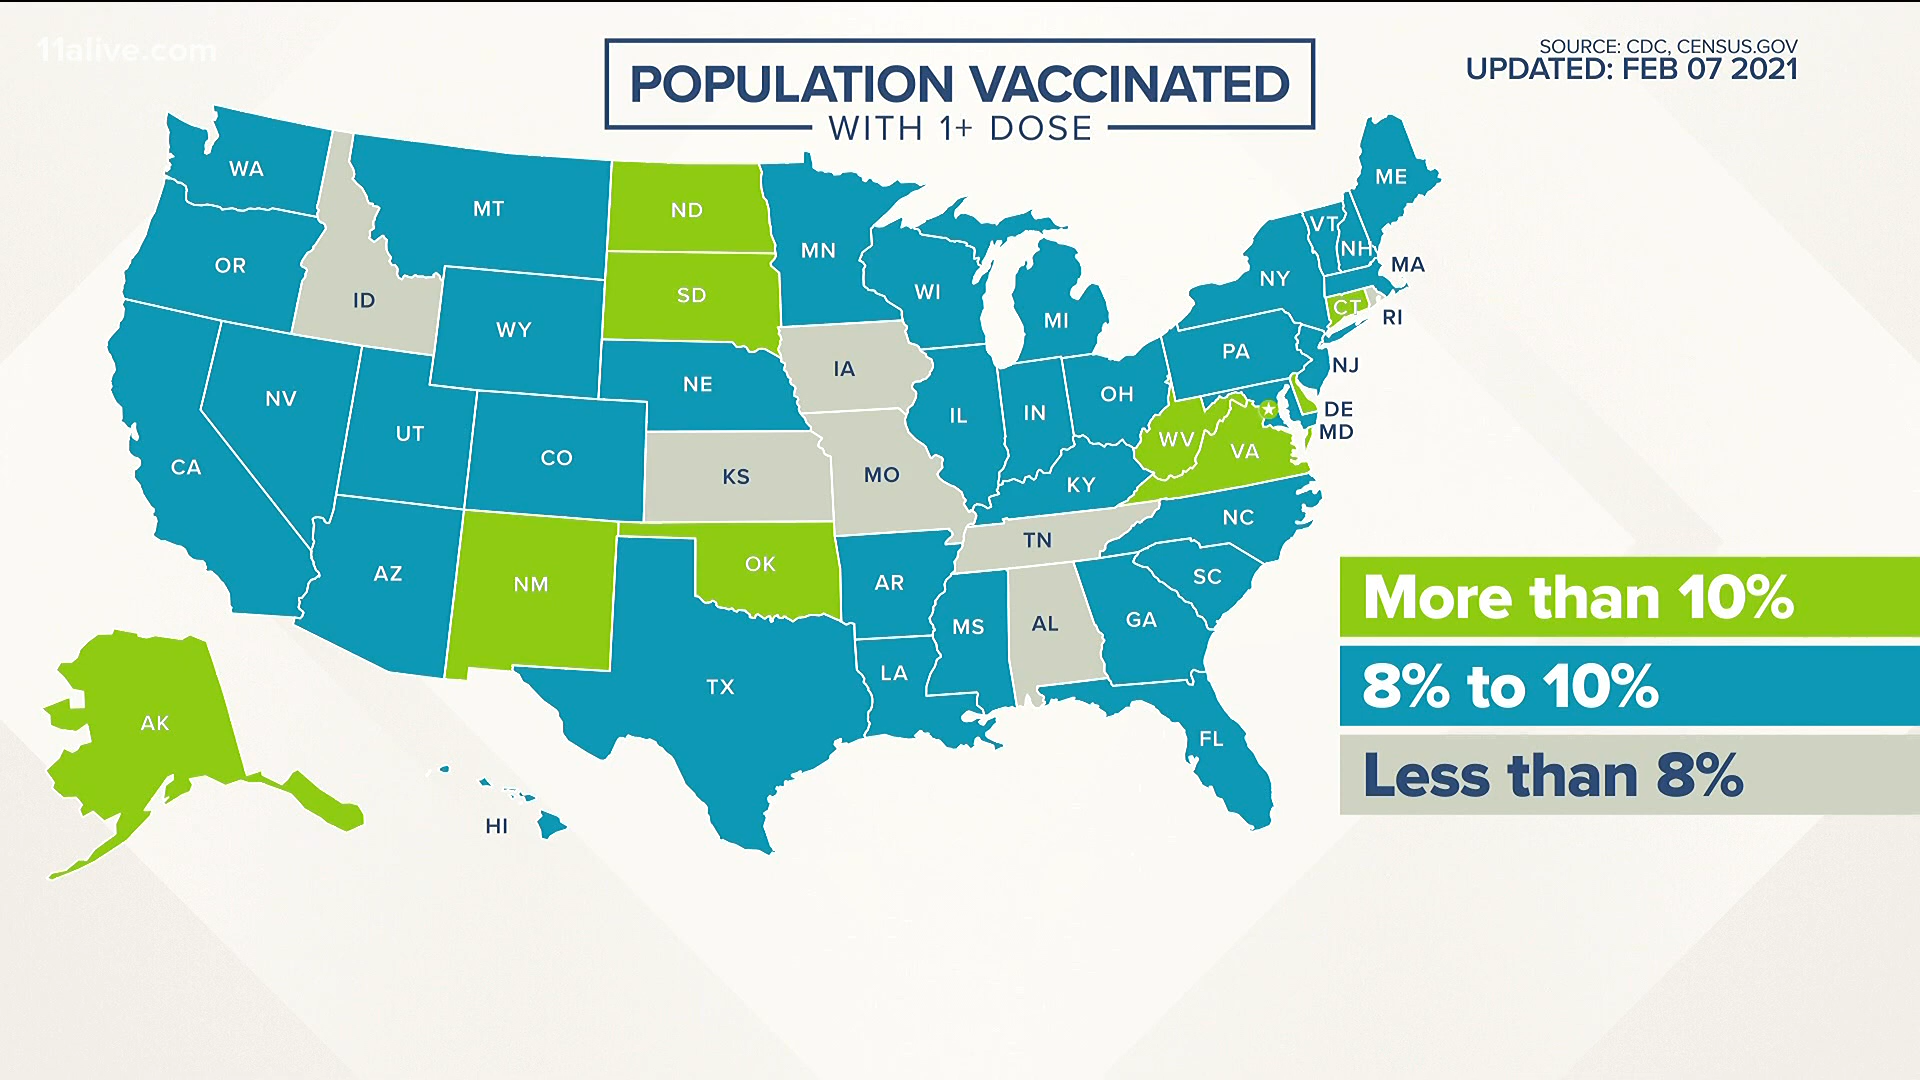 11alive.com
POPULATION VACCINATED
WITH 1+ DOSE
SOURCE: CDC, CENSUS.GOV
UPDATED: FEB 07 2021
WA
MT
ND
MN
ME
VT
NH
MA
OR
ID
SD
WI
NY
CT
RI
WY
MI
PA
NJ
IA
NE
NV
OH
DE
MD
IL
IN
UT
CO
WV
VA
CA
KS
MO
KY
NC
TN
AZ
NM
OK
AR
SC
MS
AL
GA
LA
TX
FL
AK
HI
More than 10%
8% to 10%
Less than 8%